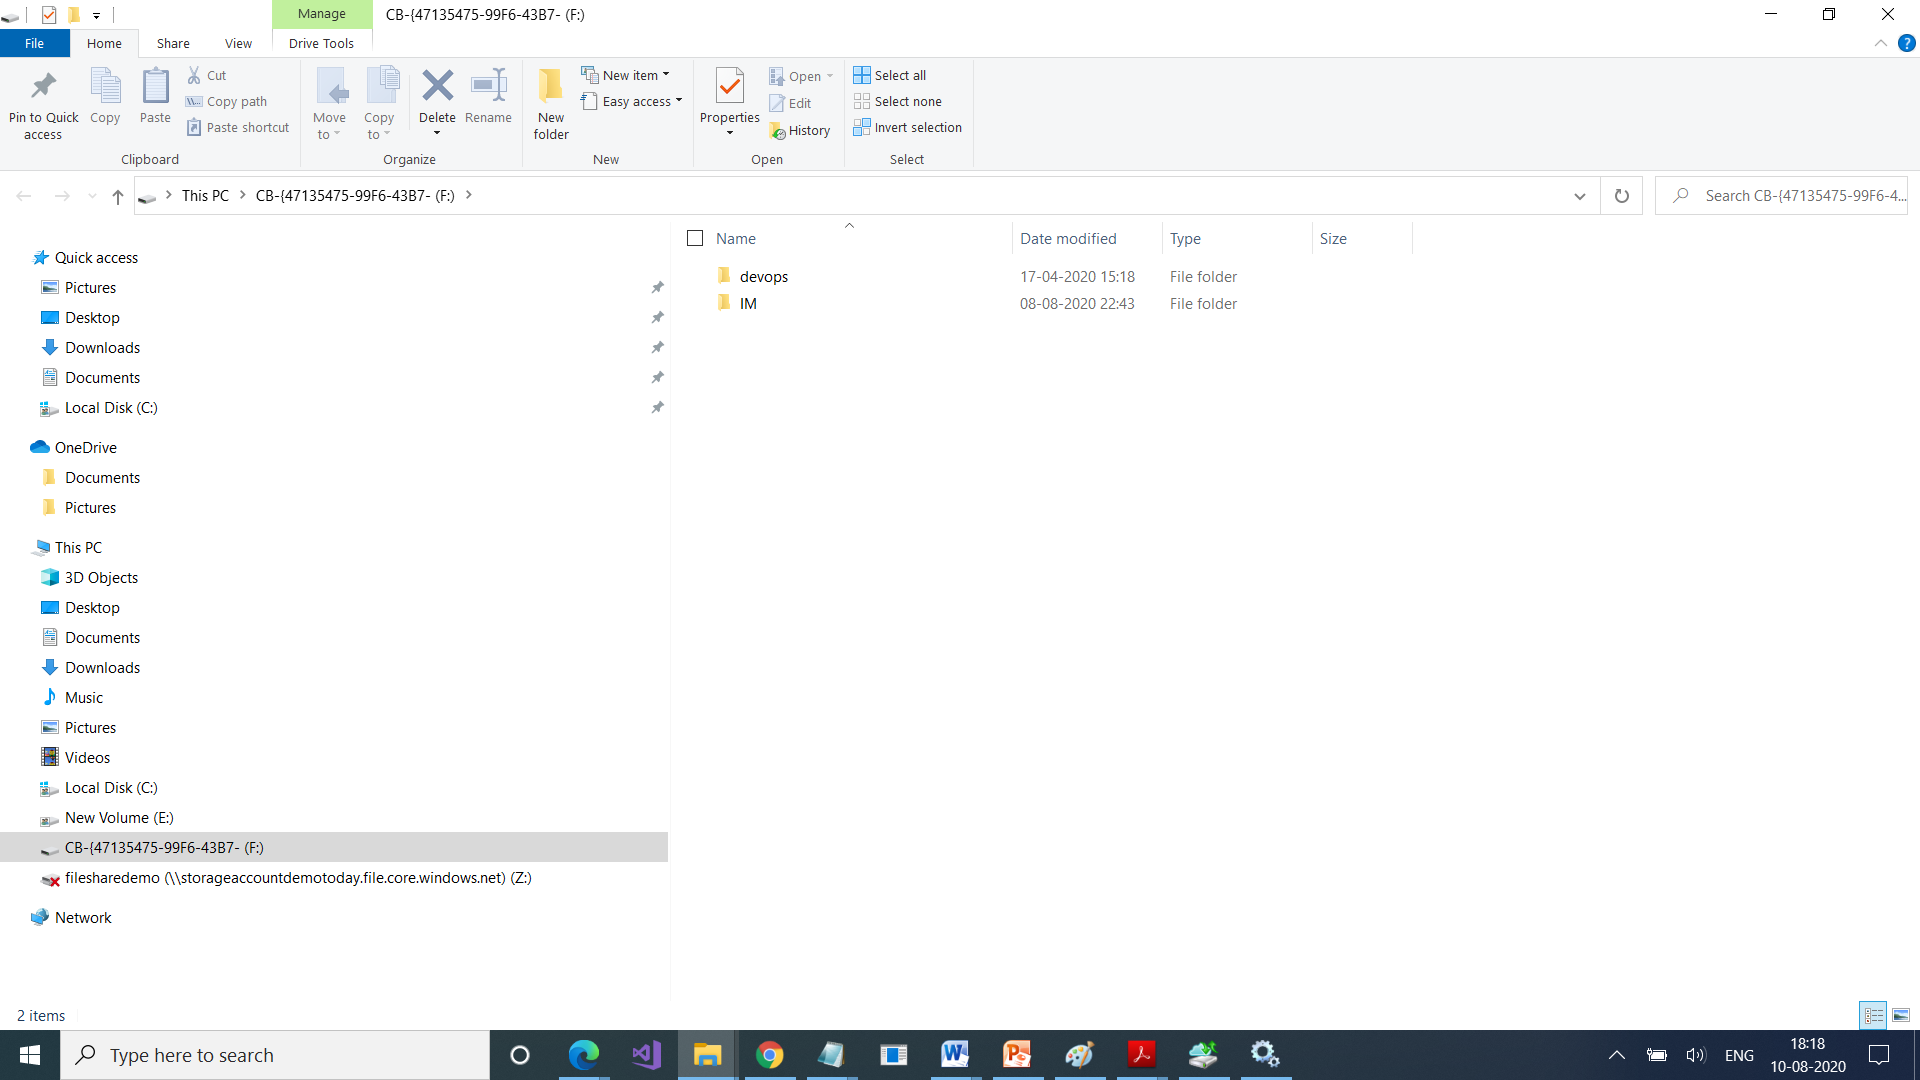 Manage
CB-{47135475-99F6-43B7- (F:)
File
Home
Share
View
Drive Tools
Pin to Quick
access
Copy
Paste
Cut
Copy path
Paste shortcut
Clipboard
Move
to
Copy
to
Delete
Rename
Organize
New
folder
New item
Easy access
New
Properties
Open
Edit
History
Open
Select all
Select none
Invert selection
Select
This PC
CB-{47135475-99F6-43B7- (F:)
Search CB-{47135475-99F6-4...
Name
Date modified
Type
Size
devops 17-04-2020 15:18 File folder
IM 08-08-2020 22:43 File folder
Quick access
Pictures
Desktop
Downloads
Documents
Local Disk (C:)
OneDrive
Documents
Pictures
This PC
3D Objects
Desktop
Documents
Downloads
Music
Pictures
Videos
Local Disk (C:)
New Volume (E:)
CB-{47135475-99F6-43B7- (F:)
filesharedemo (\\storageaccountdemotoday.file.core.windows.net) (Z:)
Network
2 items
Type here to search
ENG
18:18
10-08-2020